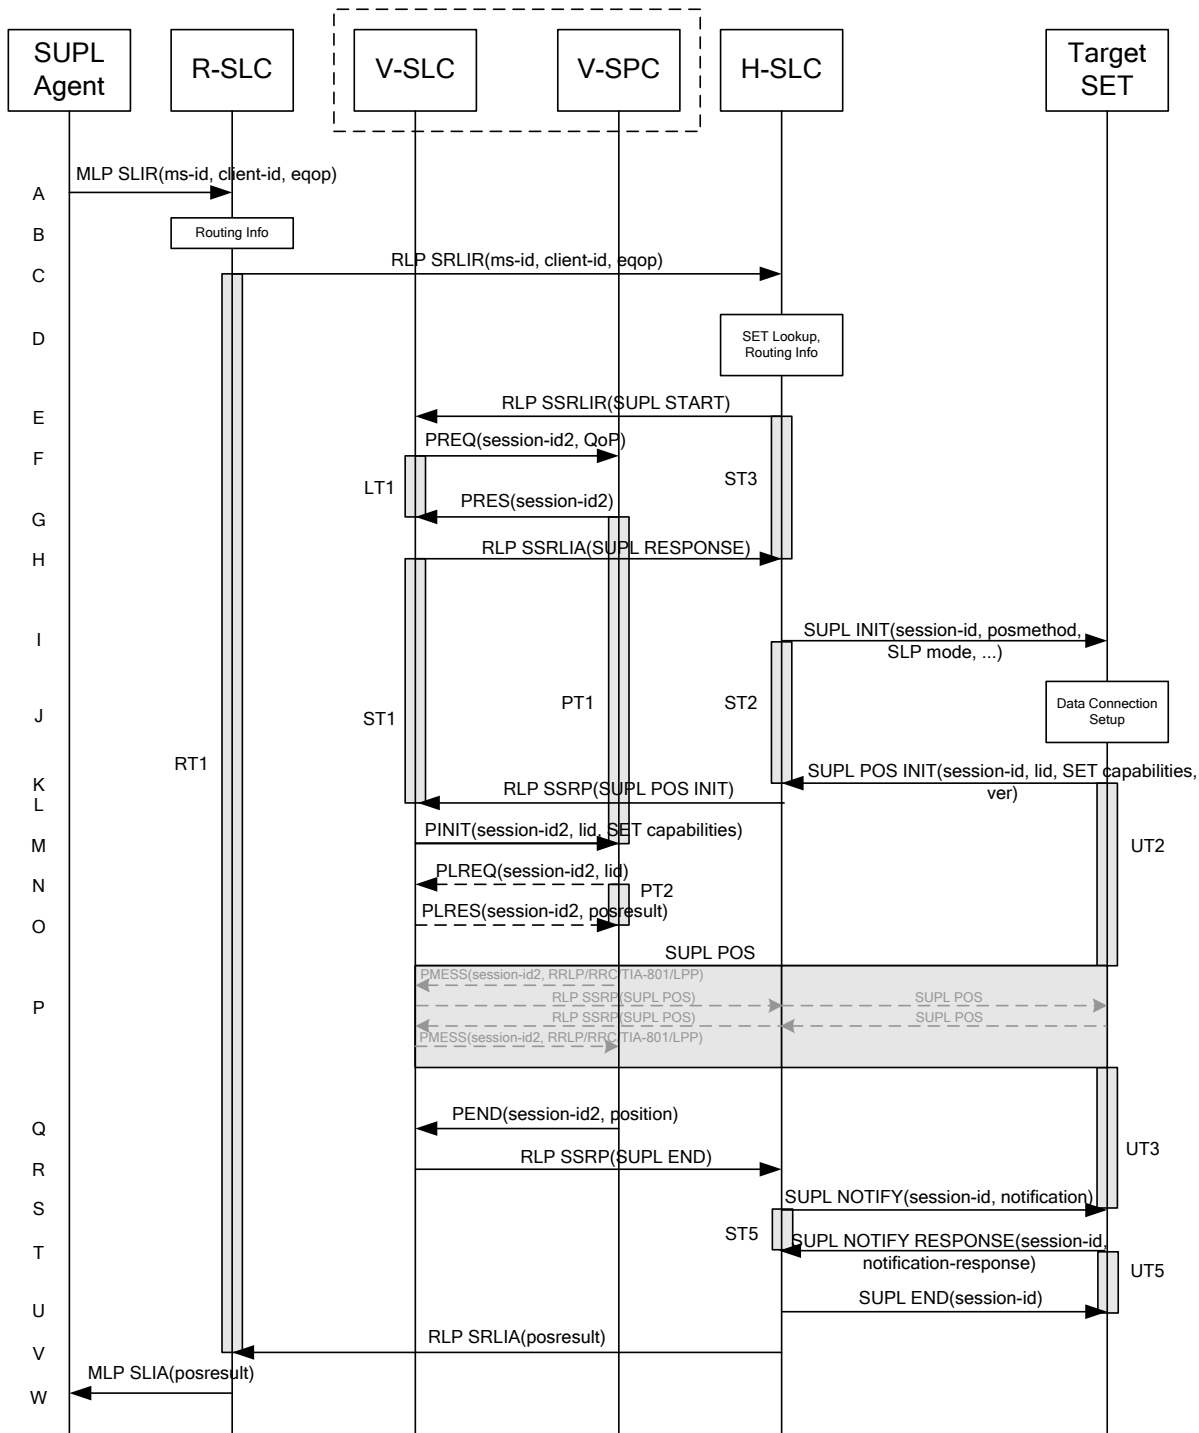 SUPL
Agent
R-SLC
V-SLC
V-SPC
H-SLC
Target
SET
A
MLP SLIR(ms-id, client-id, eqop)
B
Routing Info
C
RLP SRLIR(ms-id, client-id, eqop)
D
SET Lookup,
Routing Info
E
RLP SSRLIR(SUPL START)
F
PREQ(session-id2, QoP)
LT1
ST3
G
PRES(session-id2)
H
RLP SSRLIA(SUPL RESPONSE)
I
SUPL INIT(session-id, posmethod,
SLP mode, ...)
J
ST1
PT1
ST2
Data Connection
Setup
RT1
K
SUPL POS INIT(session-id, lid, SET capabilities,
ver)
L
RLP SSRP(SUPL POS INIT)
M
PINIT(session-id2, lid, SET capabilities)
UT2
N
PLREQ(session-id2, lid)
PT2
O
PLRES(session-id2, posresult)
SUPL POS
PMESS(session-id2, RRLP/RRC/TIA-801/LPP)
P
RLP SSRP(SUPL POS)
SUPL POS
RLP SSRP(SUPL POS)
SUPL POS
PMESS(session-id2, RRLP/RRC/TIA-801/LPP)
Q
PEND(session-id2, position)
UT3
R
RLP SSRP(SUPL END)
S
SUPL NOTIFY(session-id, notification)
ST5
T
SUPL NOTIFY RESPONSE(session-id,
notification-response)
UT5
U
SUPL END(session-id)
V
RLP SRLIA(posresult)
W
MLP SLIA(posresult)